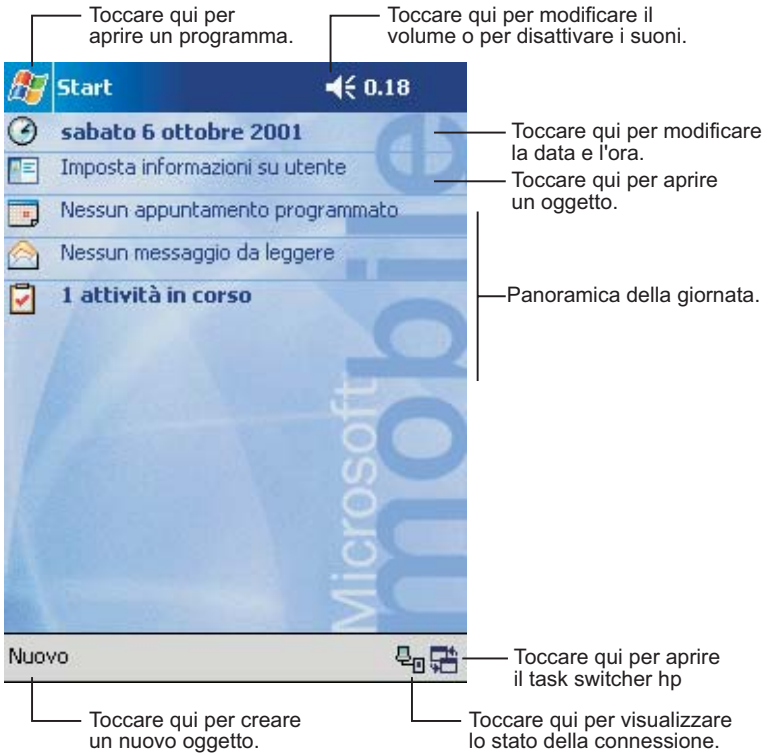 Toccare qui per
aprire un programma.
Toccare qui per modificare il
volume o per disattivare i suoni.
Start
0.18
sabato 6 ottobre 2001
Toccare qui per modificare
la data e l'ora.
Imposta informazioni su utente
Toccare qui per aprire
un oggetto.
Nessun appuntamento programmato
Nessun messaggio da leggere
Panoramica della giornata.
1 attività in corso
Microsoft
mobile
Nuovo
Toccare qui per aprire
il task switcher hp
Toccare qui per creare
un nuovo oggetto.
Toccare qui per visualizzare
lo stato della connessione.